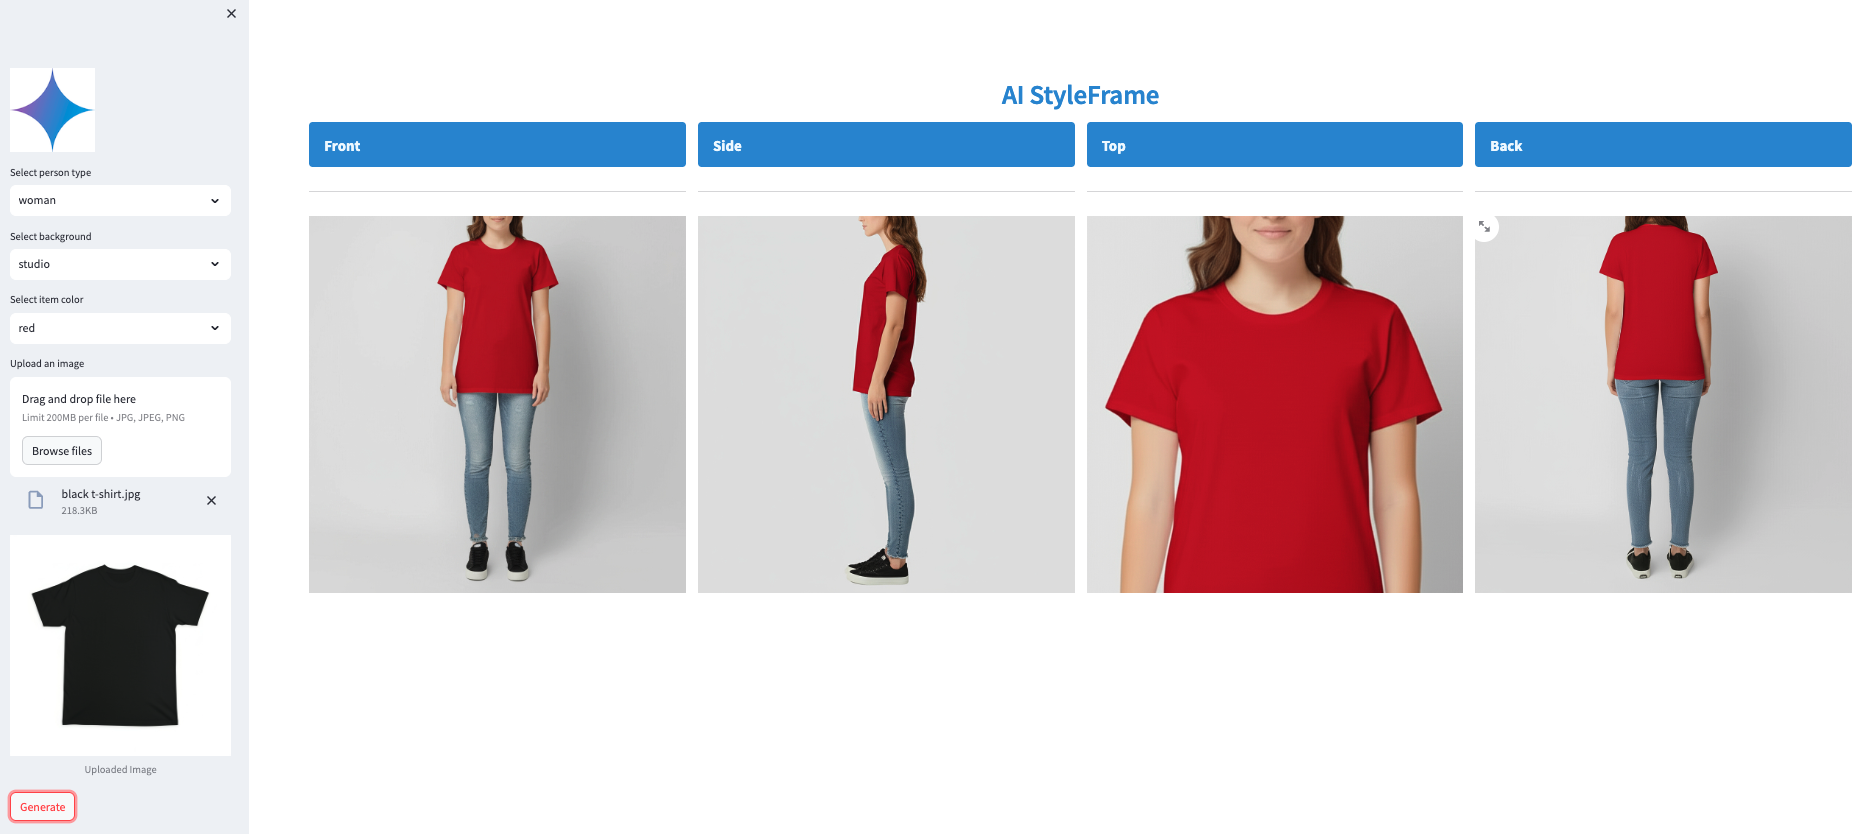 Select person type
woman
Select background
studio
Select item color
red
Upload an image
Drag and drop file here
Limit 200MB per file • JPG, JPEG, PNG
Browse files
black t-shirt.jpg
218.3KB
Uploaded Image
Generate
AI StyleFrame
Front
Side
Top
Back